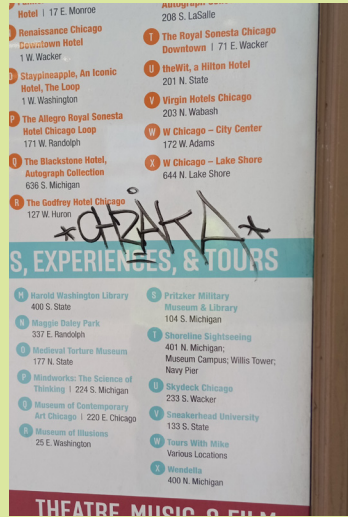 Hotel | 17 E. Monroe
Renaissance Chicago
Downtown Hotel
1 W. Wacker
Staypineapple, An Iconic
Hotel, The Loop
1 W. Washington
P The Allegro Royal Sonesta
Hotel Chicago Loop
171 W. Randolph
Q The Blackstone Hotel,
Autograph Collection
636 S. Michigan
R The Godfrey Hotel Chicago
127 W. Huron
208 S. LaSalle
T The Royal Sonesta Chicago
Downtown | 71 E. Wacker
U theWit, a Hilton Hotel
201 N. State
V Virgin Hotels Chicago
203 N. Wabash
W W Chicago – City Center
172 W. Adams
X W Chicago – Lake Shore
644 N. Lake Shore
S, EXPERIENCES, & TOURS
M Harold Washington Library
400 S. State
N Maggie Daley Park
337 E. Randolph
O Medieval Torture Museum
177 N. State
P Mindworks: The Science of
Thinking | 224 S. Michigan
Q Museum of Contemporary
Art Chicago | 220 E. Chicago
R Museum of Illusions
25 E. Washington
S Pritzker Military
Museum & Library
104 S. Michigan
T Shoreline Sightseeing
401 N. Michigan;
Museum Campus; Willis Tower;
Navy Pier
U Skydeck Chicago
233 S. Wacker
V Sneakerhead University
133 S. State
W Tours With Mike
Various Locations
X Wendella
400 N. Michigan
THEATRE, MUSIC, & FILM